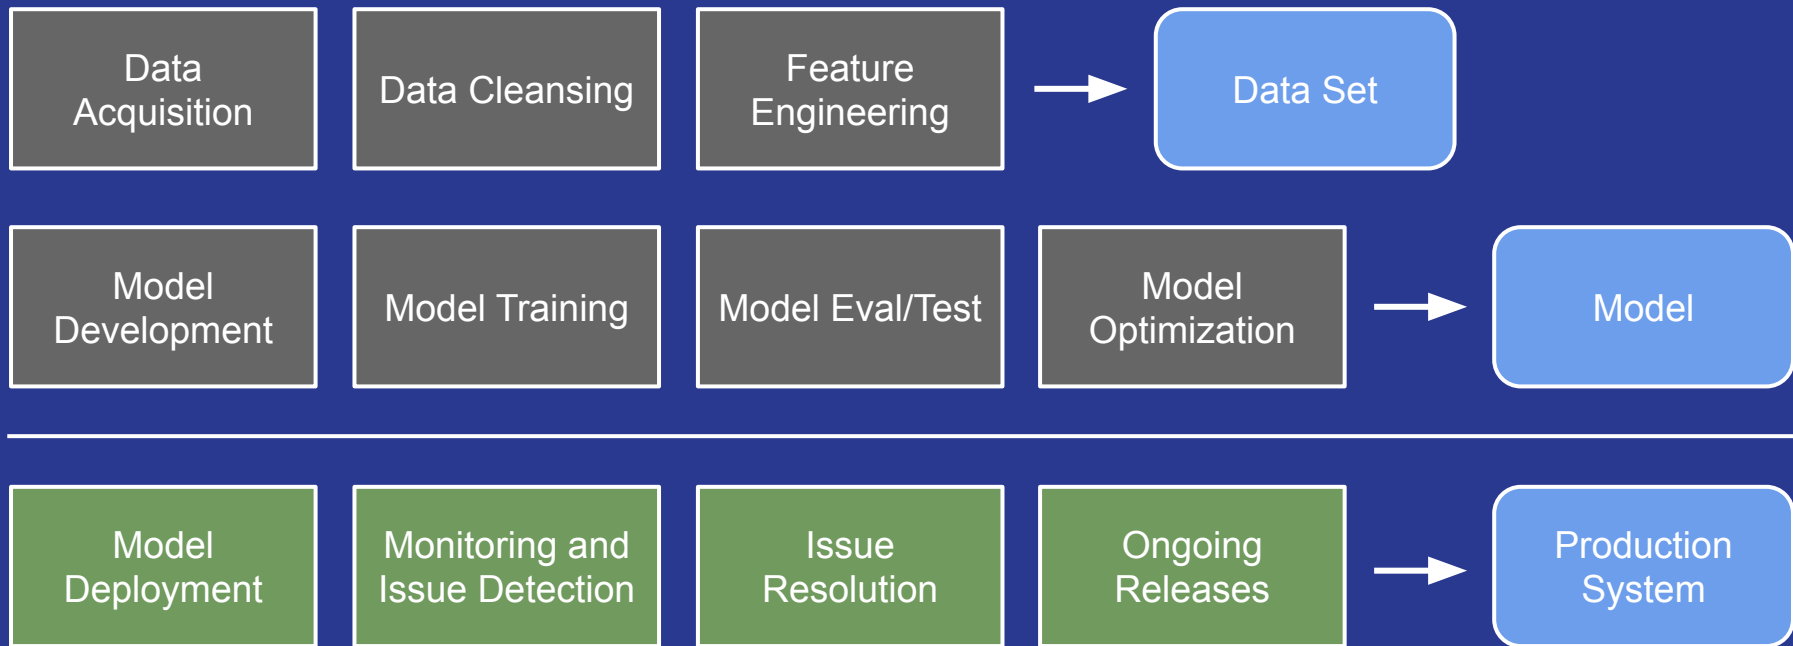 Data
Acquisition
Data Cleansing
Feature
Engineering
Data Set
Model
Development
Model Training
Model Eval/Test
Model
Optimization
Model
Model
Deployment
Monitoring and
Issue Detection
Issue
Resolution
Ongoing
Releases
Production
System